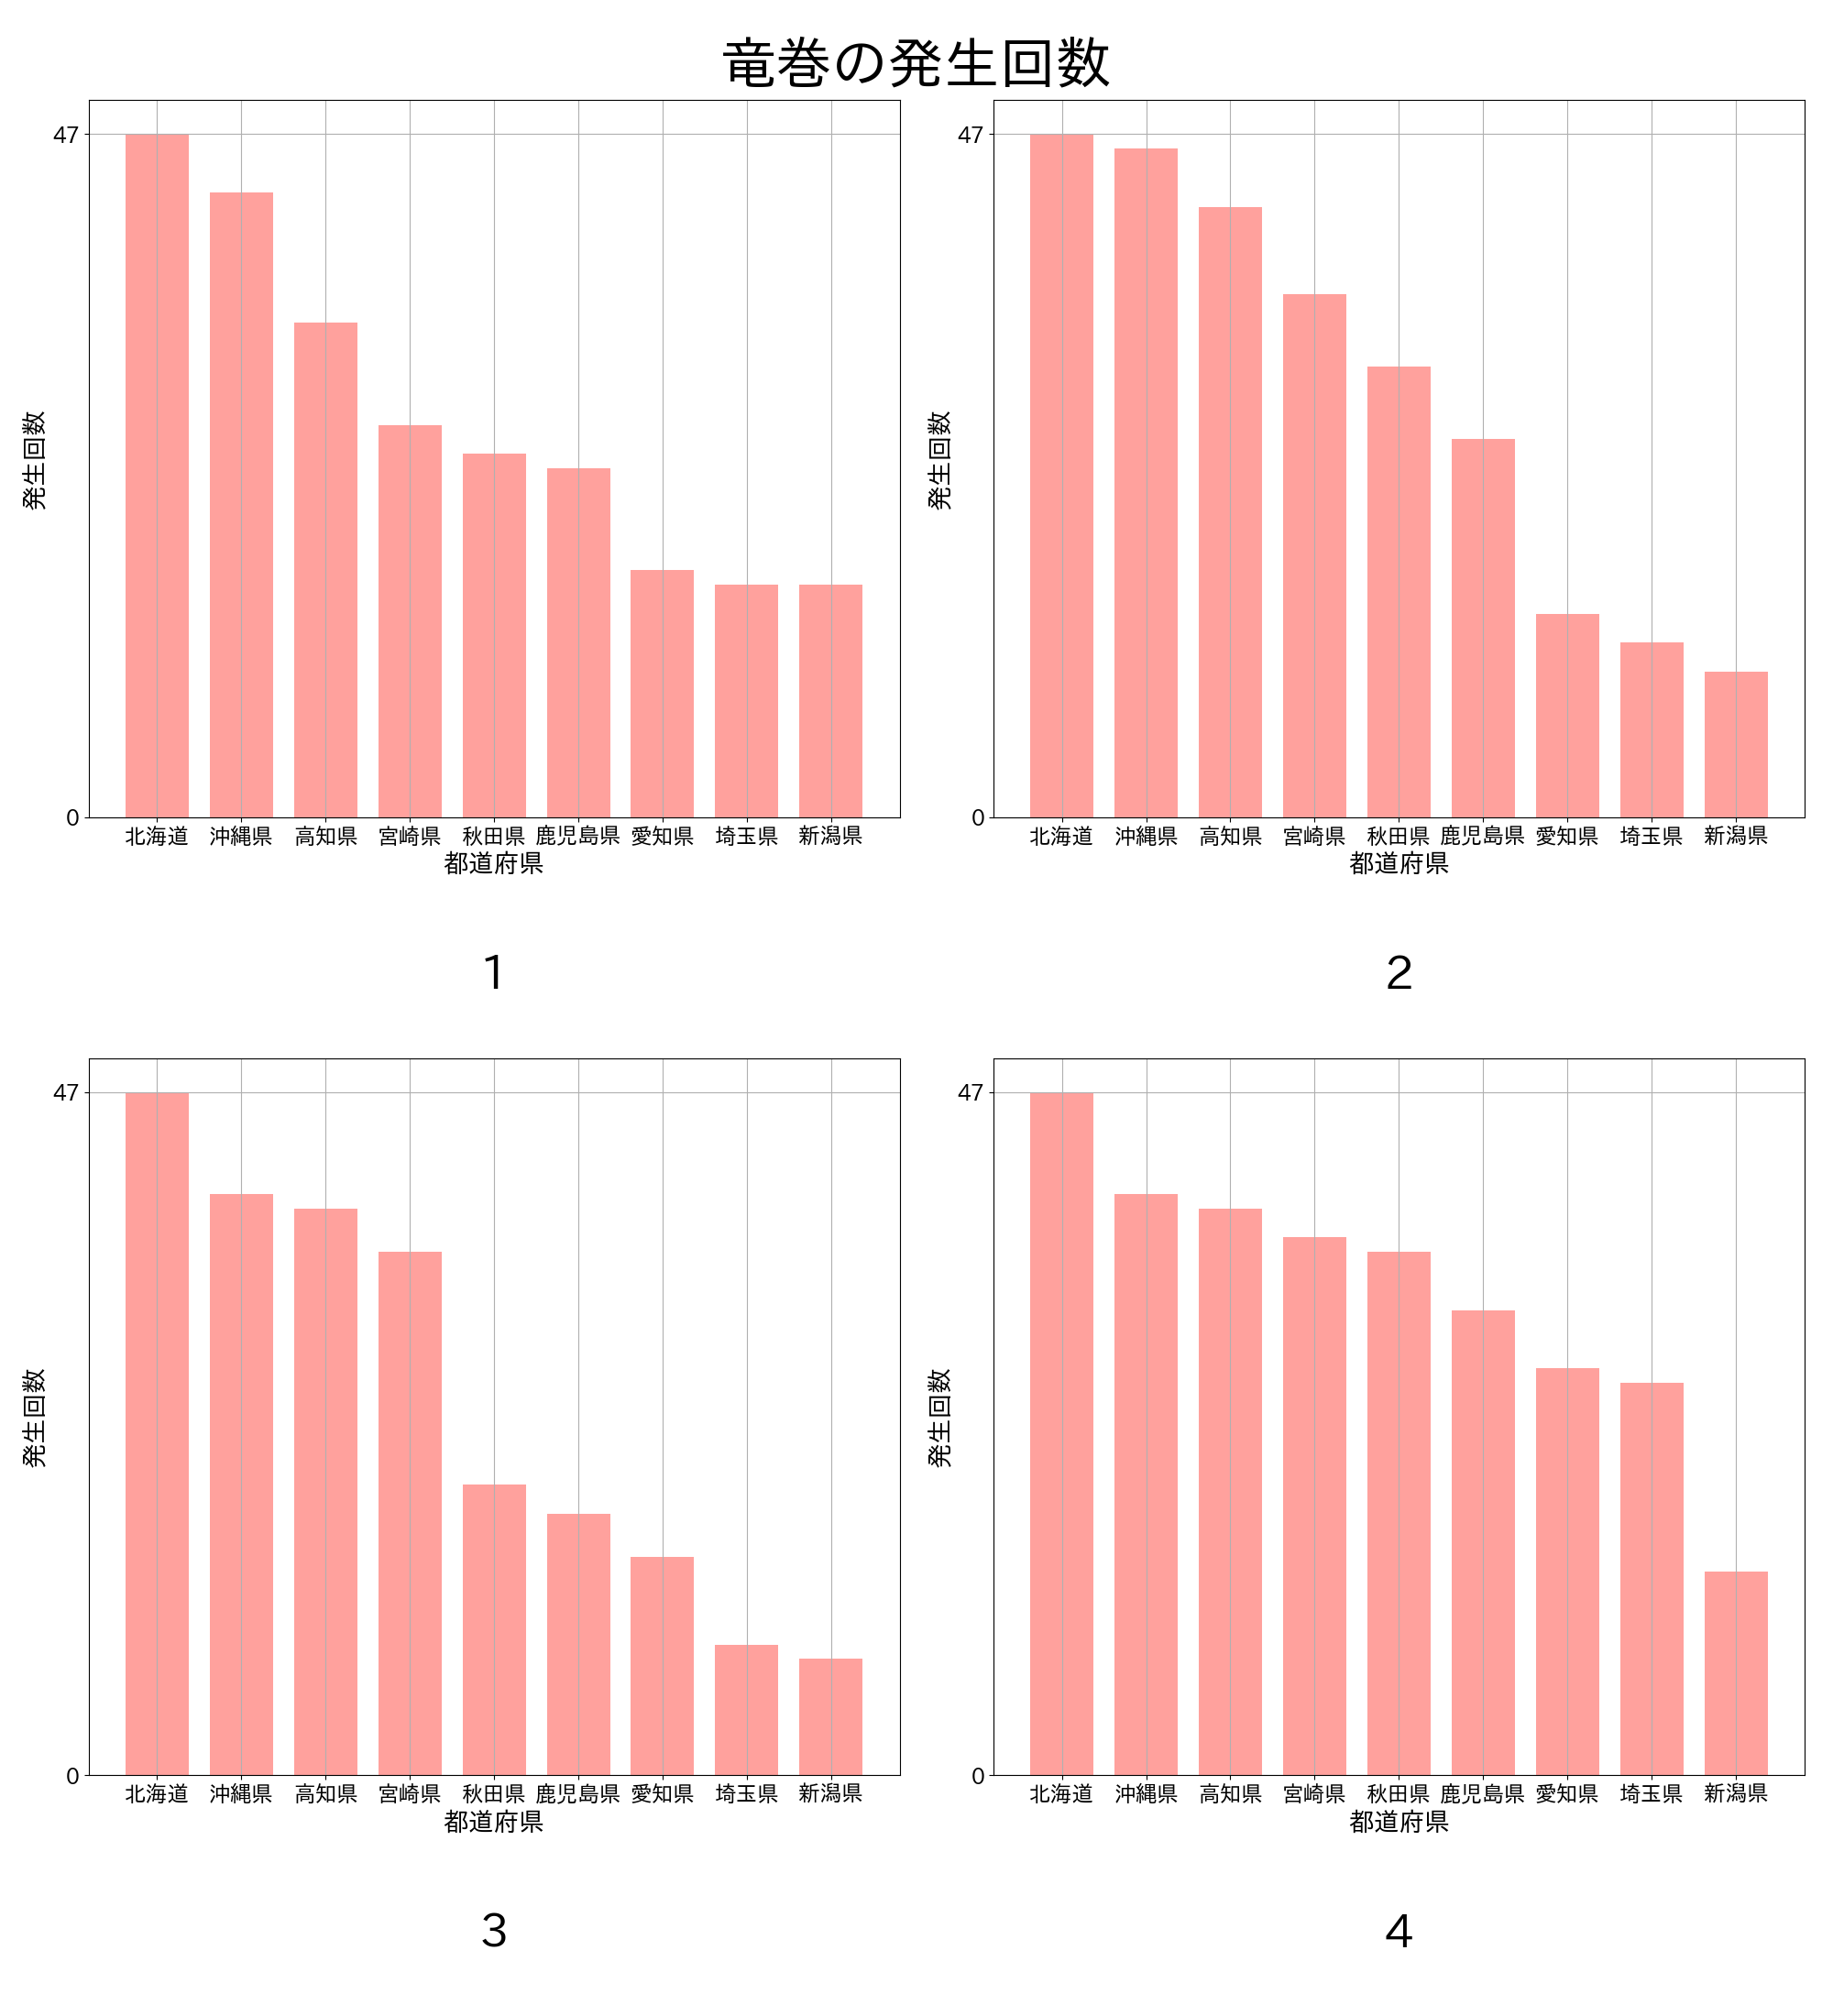 竜巻の発生回数
47
0
発生回数
北海道 沖縄県 高知県 宮崎県 秋田県 鹿児島県 愛知県 埼玉県 新潟県
都道府県
1
47
0
発生回数
北海道 沖縄県 高知県 宮崎県 秋田県 鹿児島県 愛知県 埼玉県 新潟県
都道府県
2
47
0
発生回数
北海道 沖縄県 高知県 宮崎県 秋田県 鹿児島県 愛知県 埼玉県 新潟県
都道府県
3
47
0
発生回数
北海道 沖縄県 高知県 宮崎県 秋田県 鹿児島県 愛知県 埼玉県 新潟県
都道府県
4